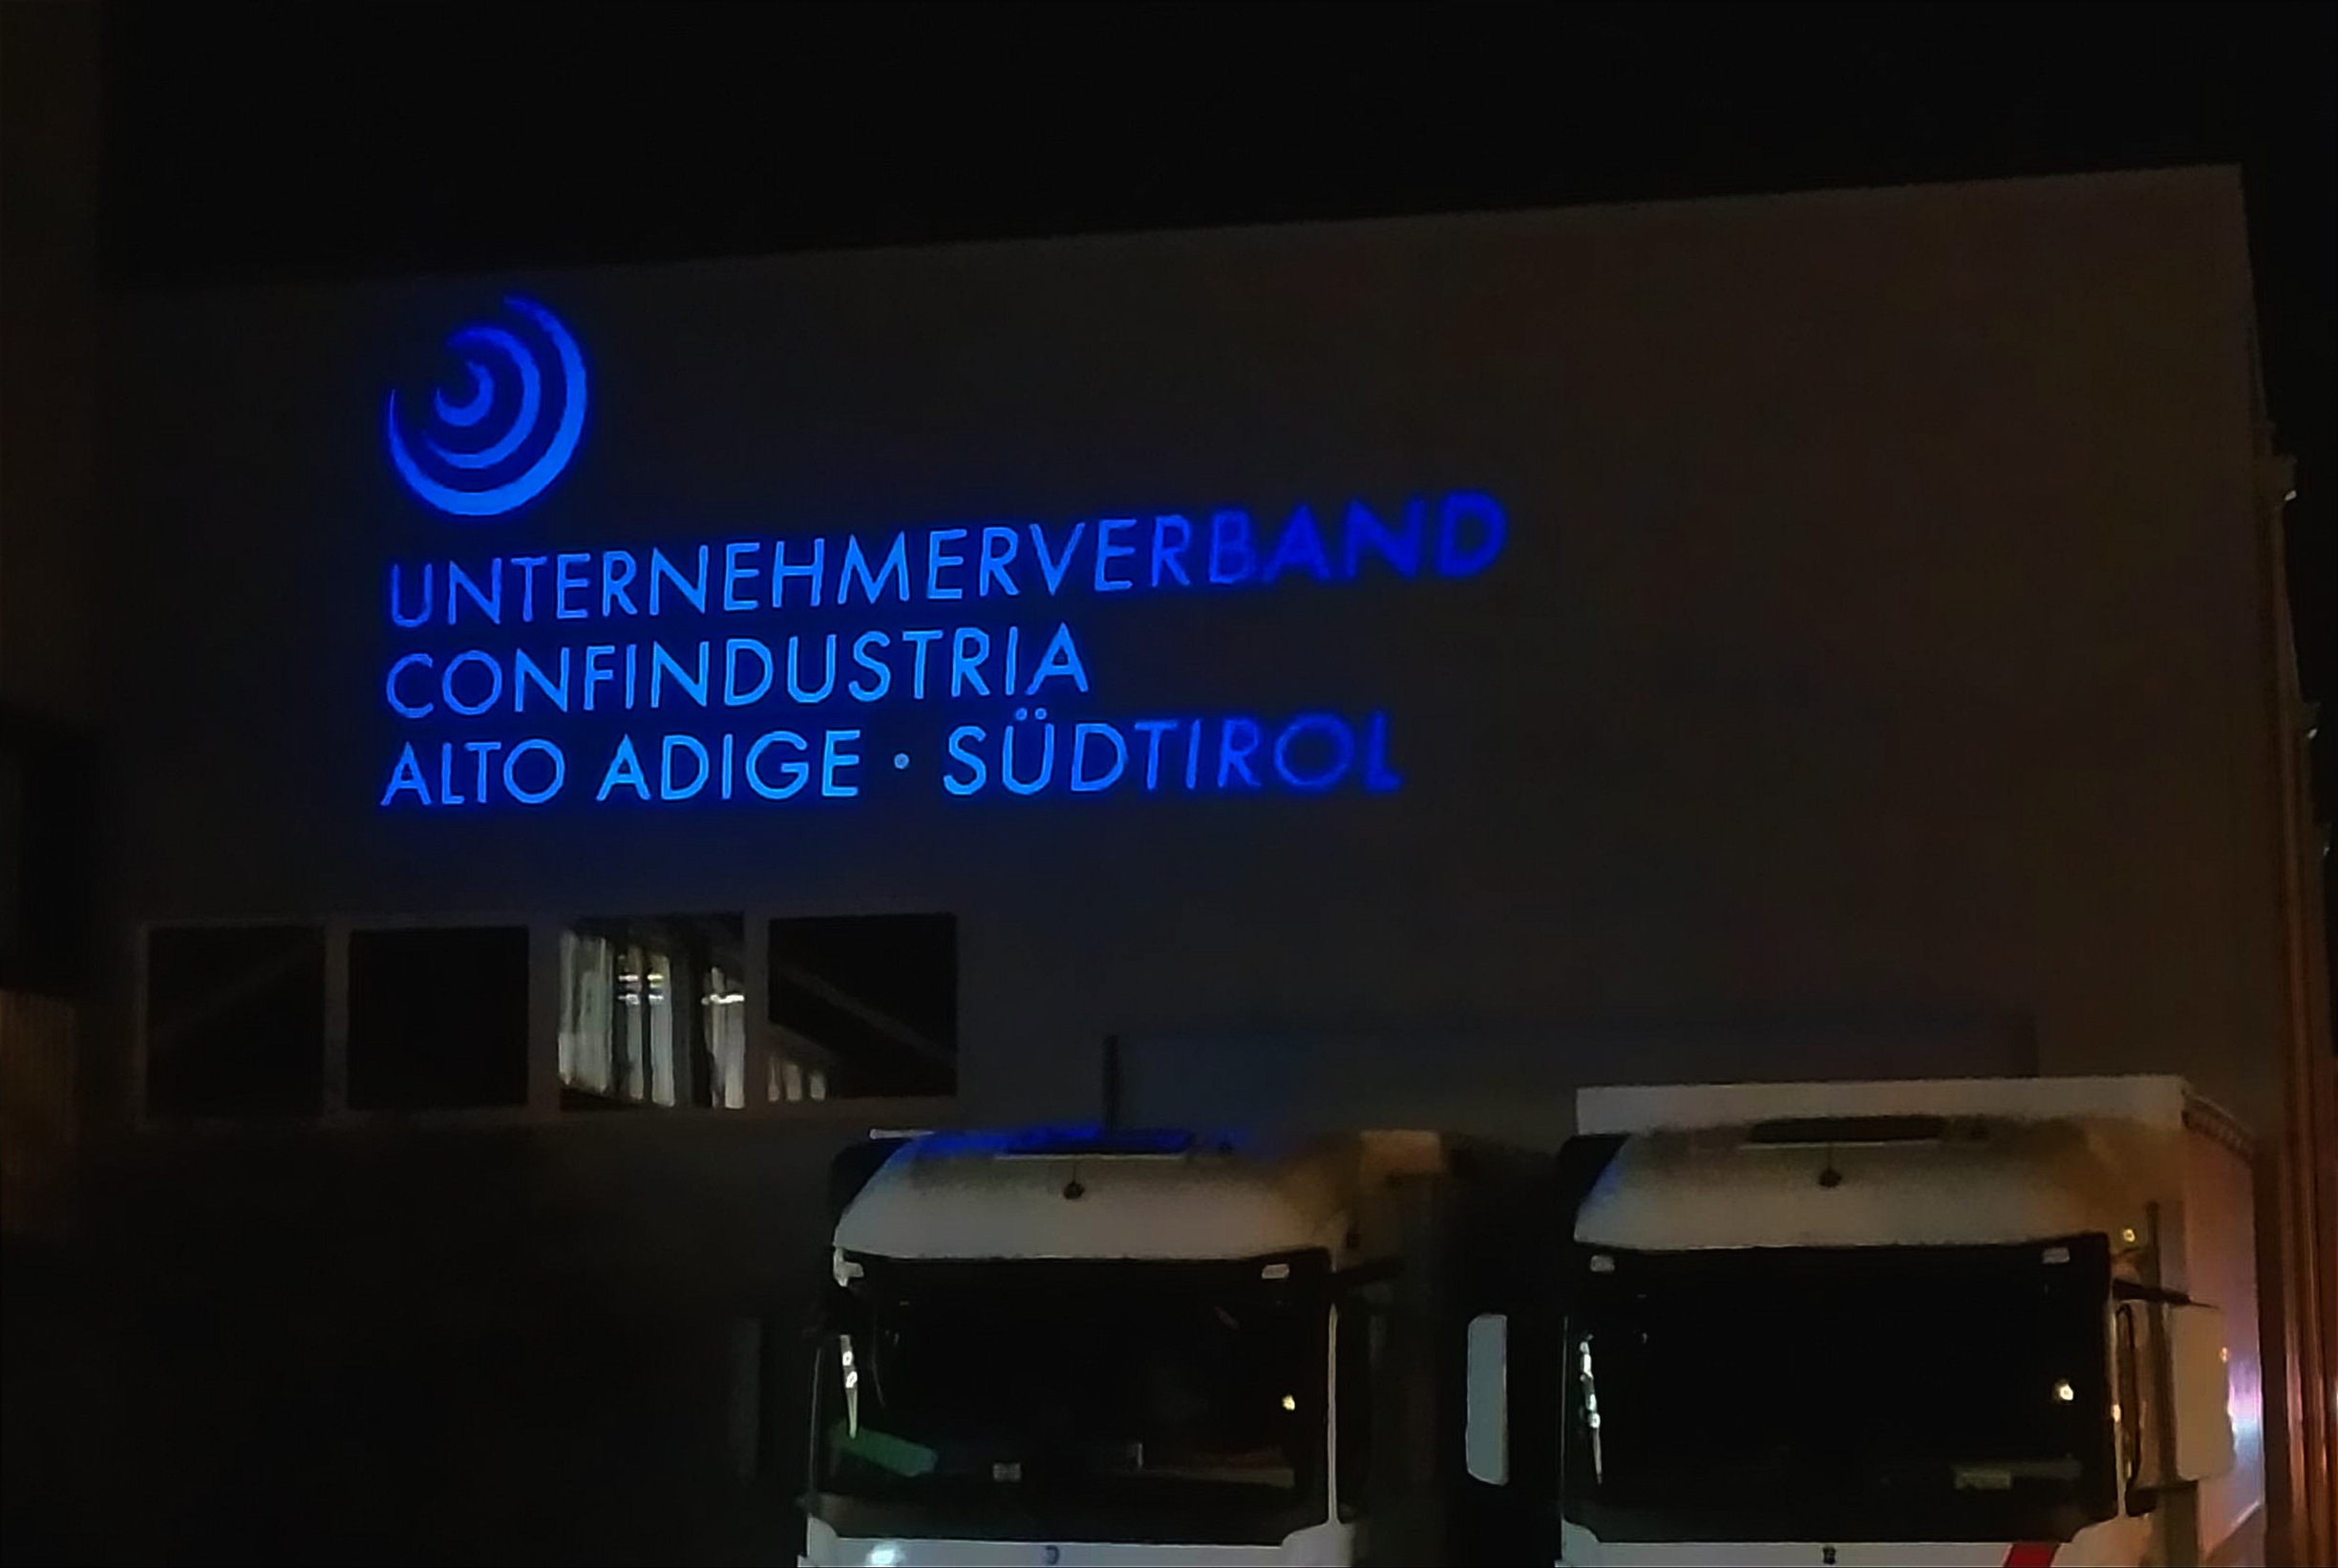 UNTERNEHMERVERBAND
CONFINDUSTRIA
ALTO ADIGE · SÜDTIROL